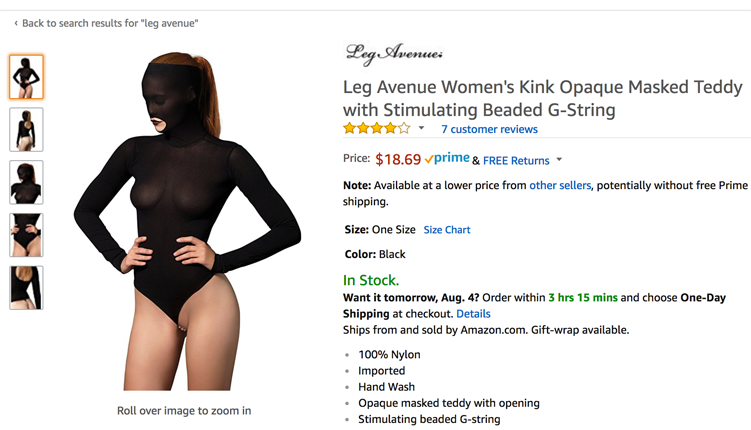 ‹ Back to search results for "leg avenue"
Leg Avenue
Leg Avenue Women's Kink Opaque Masked Teddy
with Stimulating Beaded G-String
7 customer reviews
Price: $18.69 prime & FREE Returns
Note: Available at a lower price from other sellers, potentially without free Prime
shipping.
Size: One Size Size Chart
Color: Black
In Stock.
Want it tomorrow, Aug. 4? Order within 3 hrs 15 mins and choose One-Day
Shipping at checkout. Details
Ships from and sold by Amazon.com. Gift-wrap available.
• 100% Nylon
• Imported
• Hand Wash
• Opaque masked teddy with opening
• Stimulating beaded G-string
Roll over image to zoom in